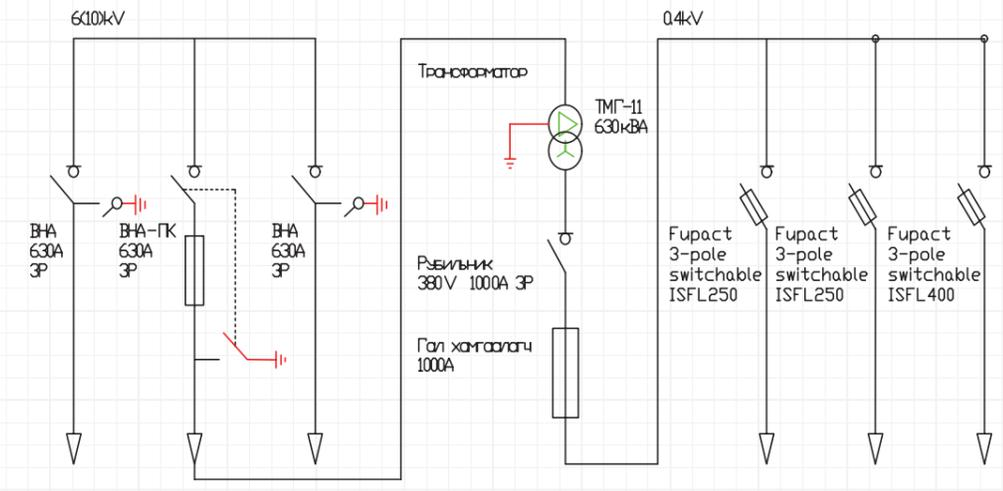 6(10)kV
0.4kV
Трансформатор
ТМГ-11
630кВА
ВНА
630А
3Р
ВНА-ПК
630А
3Р
ВНА
630А
3Р
Рубильник
380V 1000А 3Р
Гал хамгаалагч
1000А
Fupact
3-pole
switchable
ISFL250
Fupact
3-pole
switchable
ISFL250
Fupact
3-pole
switchable
ISFL400